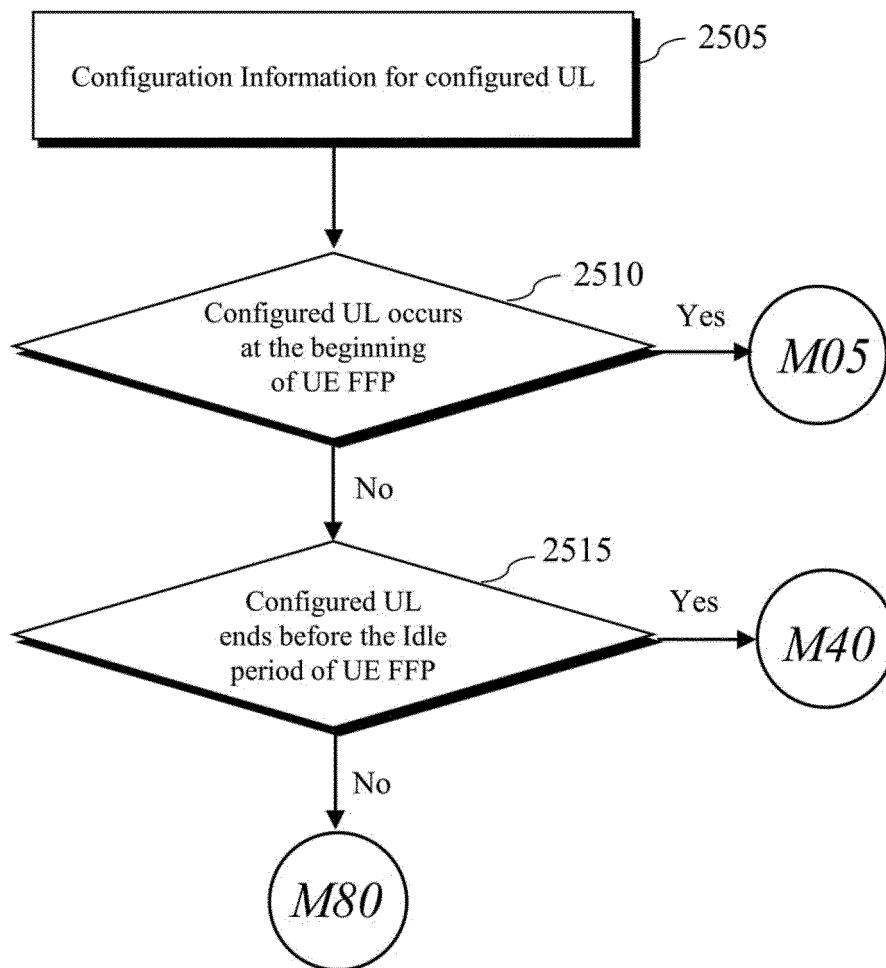 2505
Configuration Information for configured UL
2510
Configured UL occurs
at the beginning
of UE FFP
Yes
M05
No
2515
Configured UL
ends before the Idle
period of UE FFP
Yes
M40
No
M80